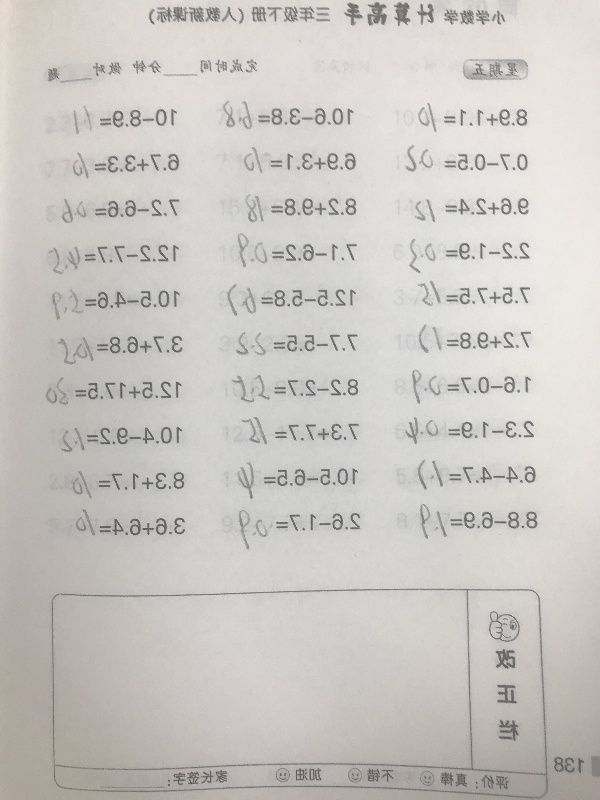 小学数学 计算高手 三年级下册（人教新课标）
星期五 完成时间____分钟 做对____题
8.9+1.1=10 10.6-3.8=6.8 10-8.9=1.1
0.7-0.5=0.2 6.9+3.1=10 6.7+3.3=10
9.6+2.4=12 8.2+9.8=18 7.2-6.6=0.6
2.2-1.9=0.3 7.1-6.2=0.9 12.2-7.7=4.5
7.5+7.5=15 12.5-5.8=6.7 10.5-4.6=5.9
7.2+9.8=17 7.7-5.5=2.2 3.7+6.8=10.5
1.6-0.7=0.9 8.2-2.7=5.5 12.5+17.5=30
2.3-1.9=0.4 7.3+7.7=15 10.4-9.2=1.2
6.4-4.7=1.7 10.5-6.5=4 8.3+1.7=10
8.8-6.9=1.9 2.6-1.7=0.9 3.6+6.4=10
改正栏
评价：真棒 不错 加油 家长签字：________
138